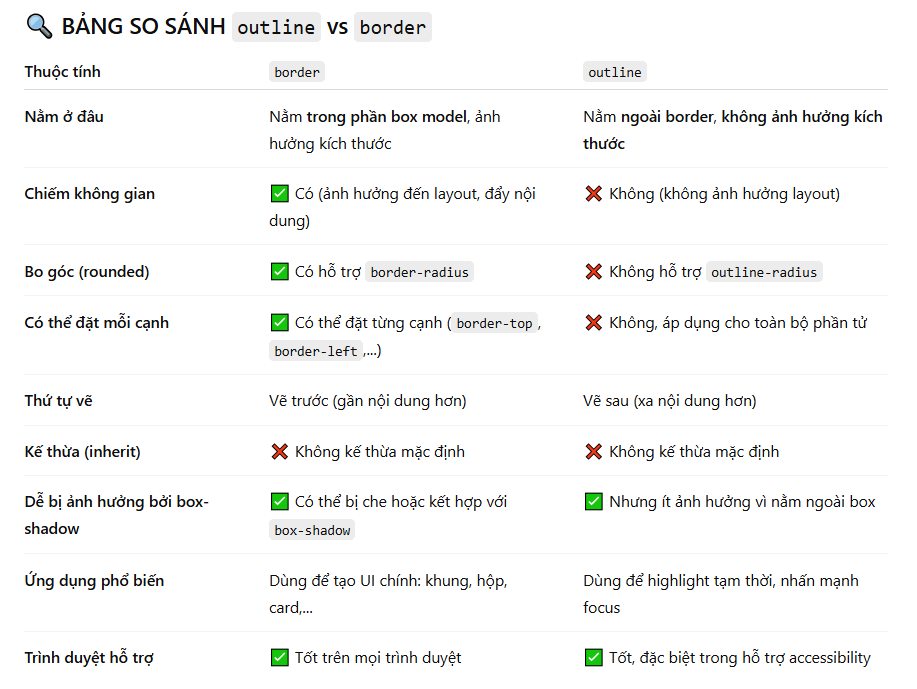 🔍 BẢNG SO SÁNH outline vs border
Thuộc tính border outline
Nằm ở đâu Nằm trong phần box model, ảnh Nằm ngoài border, không ảnh hưởng kích
hưởng kích thước thước
Chiếm không gian ✅ Có (ảnh hưởng đến layout, đẩy nội ❌ Không (không ảnh hưởng layout)
dung)
Bo góc (rounded) ✅ Có hỗ trợ border-radius ❌ Không hỗ trợ outline-radius
Có thể đặt mỗi cạnh ✅ Có thể đặt từng cạnh (border-top, ❌ Không, áp dụng cho toàn bộ phần tử
border-left,...)
Thứ tự vẽ Vẽ trước (gần nội dung hơn) Vẽ sau (xa nội dung hơn)
Kế thừa (inherit) ❌ Không kế thừa mặc định ❌ Không kế thừa mặc định
Dễ bị ảnh hưởng bởi box- ✅ Có thể bị che hoặc kết hợp với ✅ Nhưng ít ảnh hưởng vì nằm ngoài box
shadow box-shadow
Ứng dụng phổ biến Dùng để tạo UI chính: khung, hộp, Dùng để highlight tạm thời, nhấn mạnh
card,... focus
Trình duyệt hỗ trợ ✅ Tốt trên mọi trình duyệt ✅ Tốt, đặc biệt trong hỗ trợ accessibility